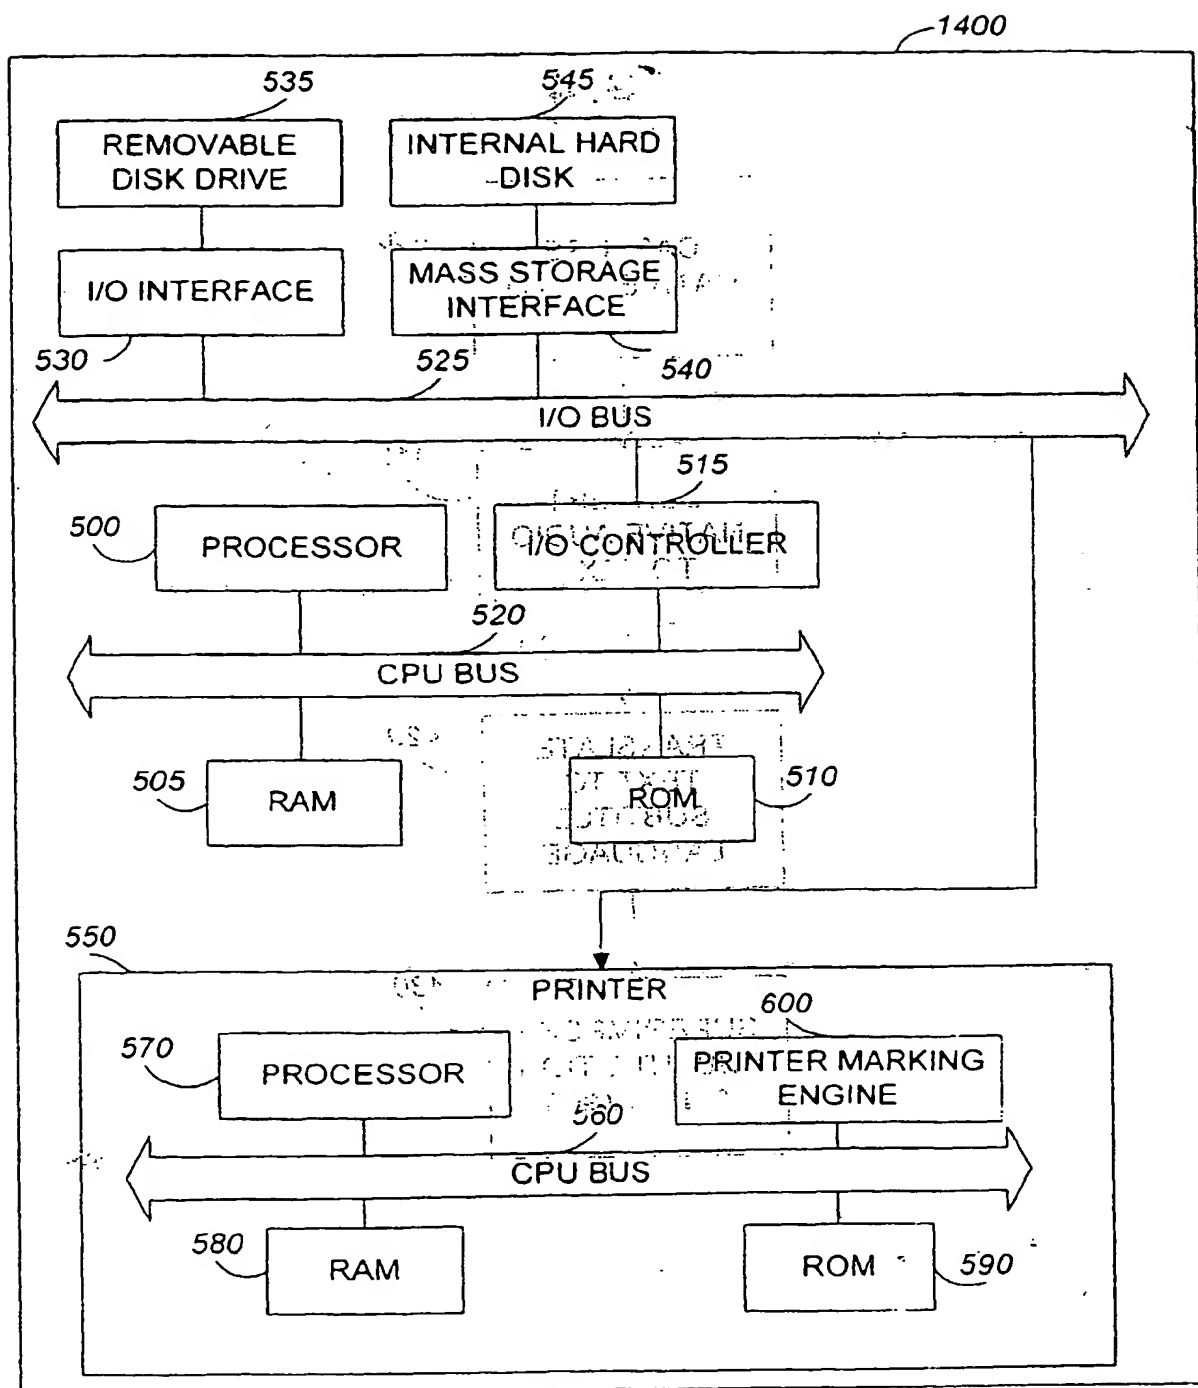 1400
535
545
REMOVABLE
DISK DRIVE
INTERNAL HARD
DISK
I/O INTERFACE
MASS STORAGE
INTERFACE
530
525
540
I/O BUS
515
500
PROCESSOR
I/O CONTROLLER
520
CPU BUS
505
RAM
ROM
510
550
PRINTER
600
570
PROCESSOR
PRINTER MARKING
ENGINE
560
CPU BUS
580
RAM
ROM
590